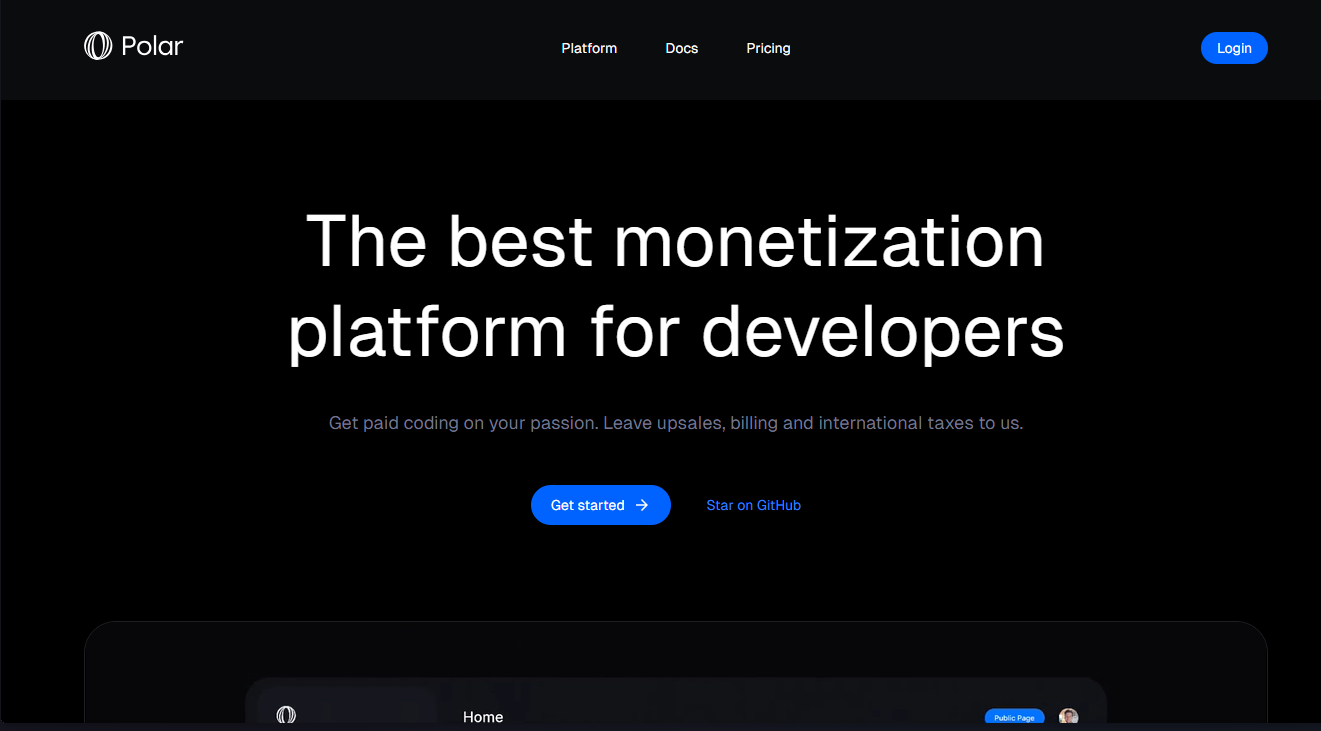 Polar
Platform
Docs
Pricing
Login
The best monetization
platform for developers
Get paid coding on your passion. Leave upsales, billing and international taxes to us.
Get started →
Star on GitHub
Home
Public Page